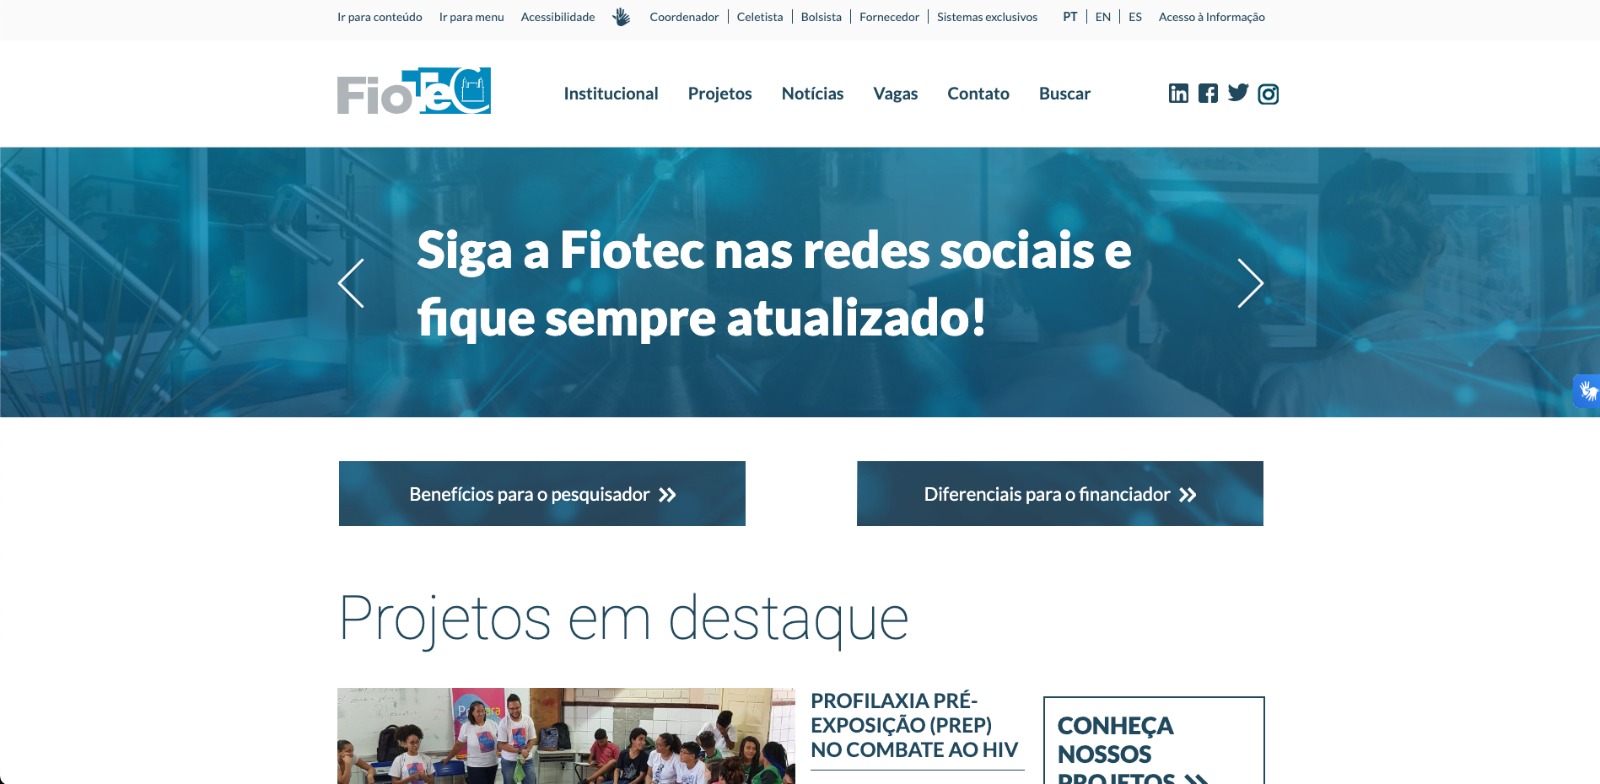 Ir para conteúdo Ir para menu Acessibilidade Coordenador Celetista Bolsista Fornecedor Sistemas exclusivos PT EN ES Acesso à Informação
FioTeC Institucional Projetos Notícias Vagas Contato Buscar
Siga a Fiotec nas redes sociais e
fique sempre atualizado!
Benefícios para o pesquisador Diferenciais para o financiador
Projetos em destaque
PROFILAXIA PRÉ-
EXPOSIÇÃO (PREP)
NO COMBATE AO HIV
CONHEÇA
NOSSOS
PROJETOS